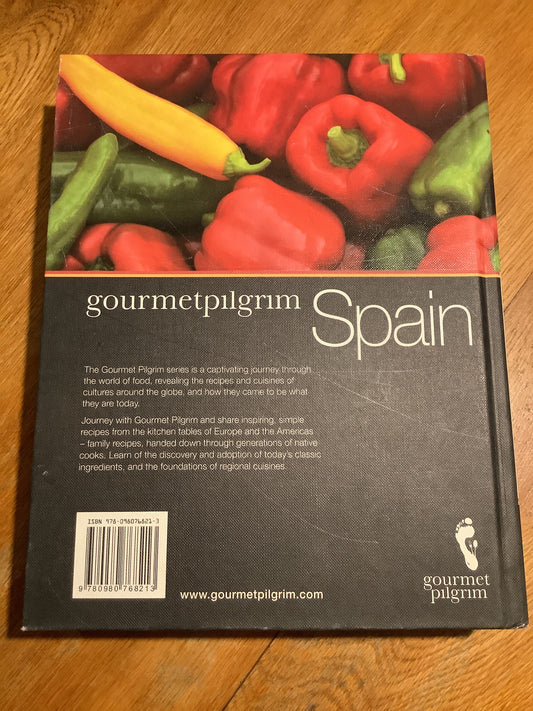 gourmetpilgrim Spain
The Gourmet Pilgrim series is a captivating journey through
the world of food, revealing the recipes and cuisines of
cultures around the globe, and how they came to be what
they are today.
Journey with Gourmet Pilgrim and share inspiring, simple
recipes from the kitchen tables of Europe and the Americas
– family recipes, handed down through generations of native
cooks. Learn of the discovery and adoption of today's classic
ingredients, and the foundations of regional cuisines.
ISBN 978-0980768213
9 780980 768213
www.gourmetpilgrim.com
gourmet
pilgrim